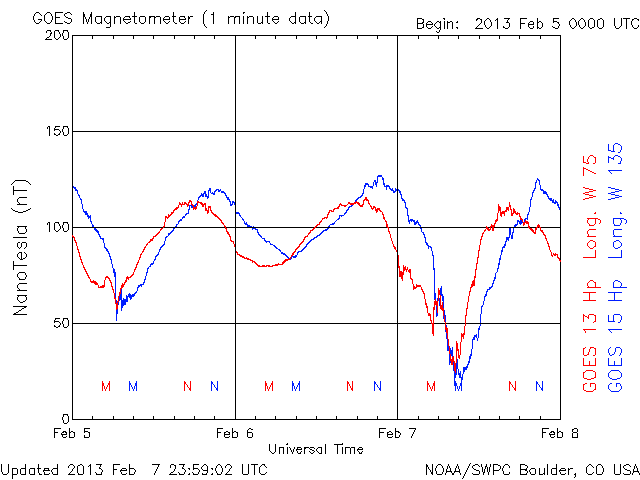 GOES Magnetometer (1 minute data)
Begin: 2013 Feb 5 0000 UTC
200
150
100
50
0
NanoTesla (nT)
M M N N M M N N M M N N
Feb 5 Feb 6 Feb 7 Feb 8
Universal Time
GOES 13 Hp Long. W 75
GOES 15 Hp Long. W 135
Updated 2013 Feb 7 23:59:02 UTC
NOAA/SWPC Boulder, CO USA